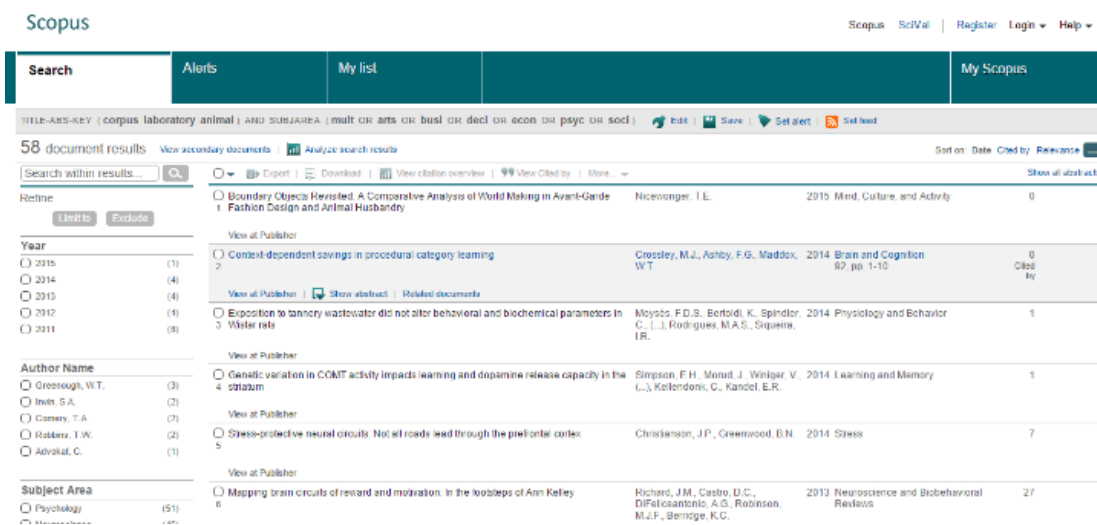 Scopus
Scopus SciVal | Register Login Help
Search Alerts My list My Scopus
TITLE-ABS-KEY ( corpus laboratory animal ) AND SUBJAREA ( mult OR arts OR busi OR deci OR econ OR psyc OR soci ) Edit | Save | Set alert | Set feed
58 document results View secondary documents | Analyze search results Sort on: Date Cited by Relevance
Search within results... Export | Download | View citation overview | View Cited by | More... Show all abstracts
Refine
Limit to Exclude
Year
2015 (1)
2014 (4)
2013 (4)
2012 (4)
2011 (8)
Author Name
Greenough, W.T. (3)
Irwin, S.A. (2)
Comery, T.A. (2)
Robbins, T.W. (2)
Advokat, C. (1)
Subject Area
Psychology (51)
Neuroscience
Boundary Objects Revisited. A Comparative Analysis of World Making in Avant-Garde Nicewonger, T.E. 2015 Mind, Culture, and Activity 0
1 Fashion Design and Animal Husbandry
View at Publisher
Context-dependent savings in procedural category learning Crossley, M.J., Ashby, F.G., Maddox, 2014 Brain and Cognition 0
2 W.T. 92, pp. 1-10 Cited
by
View at Publisher | Show abstract | Related documents
Exposition to tannery wastewater did not alter behavioral and biochemical parameters in Moysés, F.D.S., Bertoldi, K., Spindler, 2014 Physiology and Behavior 1
3 Wistar rats C., (...), Rodrigues, M.A.S., Siqueira,
I.R.
View at Publisher
Genetic variation in COMT activity impacts learning and dopamine release capacity in the Simpson, E.H., Morud, J., Winiger, V., 2014 Learning and Memory 1
4 striatum (...), Kellendonk, C., Kandel, E.R.
View at Publisher
Stress-protective neural circuits: Not all roads lead through the prefrontal cortex Christianson, J.P., Greenwood, B.N. 2014 Stress 7
5
View at Publisher
Mapping brain circuits of reward and motivation: In the footsteps of Ann Kelley Richard, J.M., Castro, D.C., 2013 Neuroscience and Biobehavioral 27
6 DiFeliceantonio, A.G., Robinson, Reviews
M.J.F., Berridge, K.C.